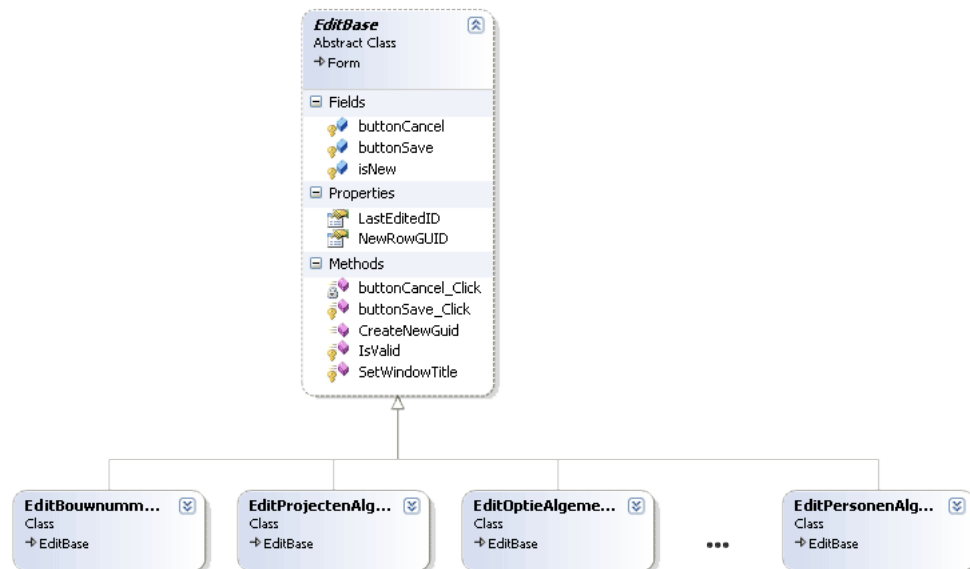 EditBase
Abstract Class
Form
Fields
buttonCancel
buttonSave
isNew
Properties
LastEditedID
NewRowGUID
Methods
buttonCancel_Click
buttonSave_Click
CreateNewGuid
IsValid
SetWindowTitle
EditBouwnumm... EditProjectenAlg... EditOptieAlgeme... EditPersonenAlg...
Class Class Class Class
EditBase EditBase EditBase ... EditBase